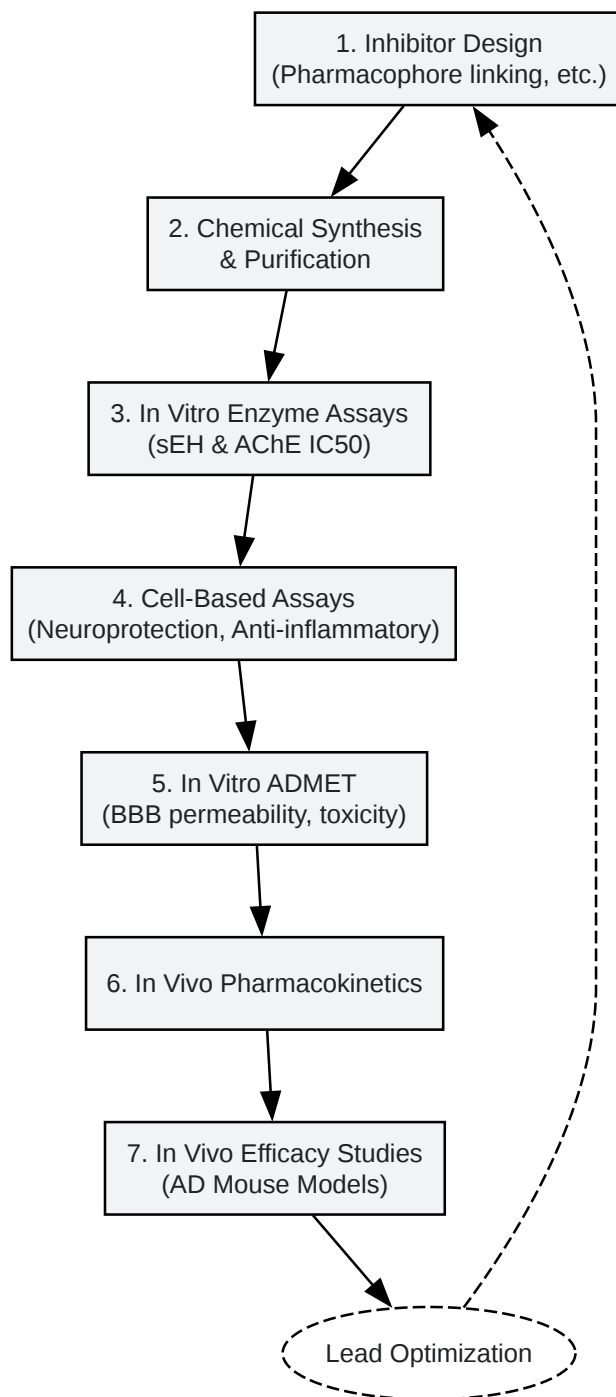 1. Inhibitor Design
(Pharmacophore linking, etc.)
2. Chemical Synthesis
& Purification
3. In Vitro Enzyme Assays
(sEH & AChE IC50)
4. Cell-Based Assays
(Neuroprotection, Anti-inflammatory)
5. In Vitro ADMET
(BBB permeability, toxicity)
6. In Vivo Pharmacokinetics
7. In Vivo Efficacy Studies
(AD Mouse Models)
Lead Optimization